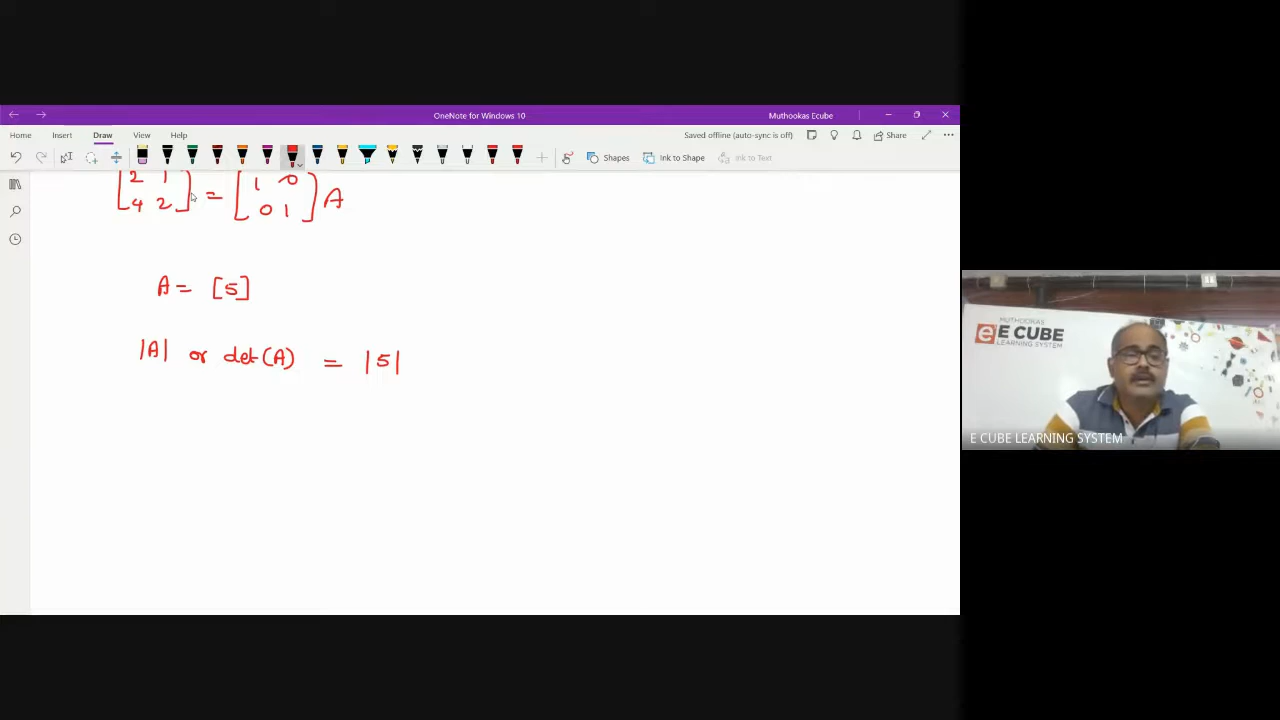 OneNote for Windows 10
Muthookas Ecube
Home Insert Draw View Help
Saved offline (auto-sync is off)
Share
Shapes
Ink to Shape
Ink to Text
[2 1
4 2] = [1 0
0 1] A
A = [5]
|A| or det(A) = |5|
MUTHOOKAS
e E CUBE
LEARNING SYSTEM
E CUBE LEARNING SYSTEM